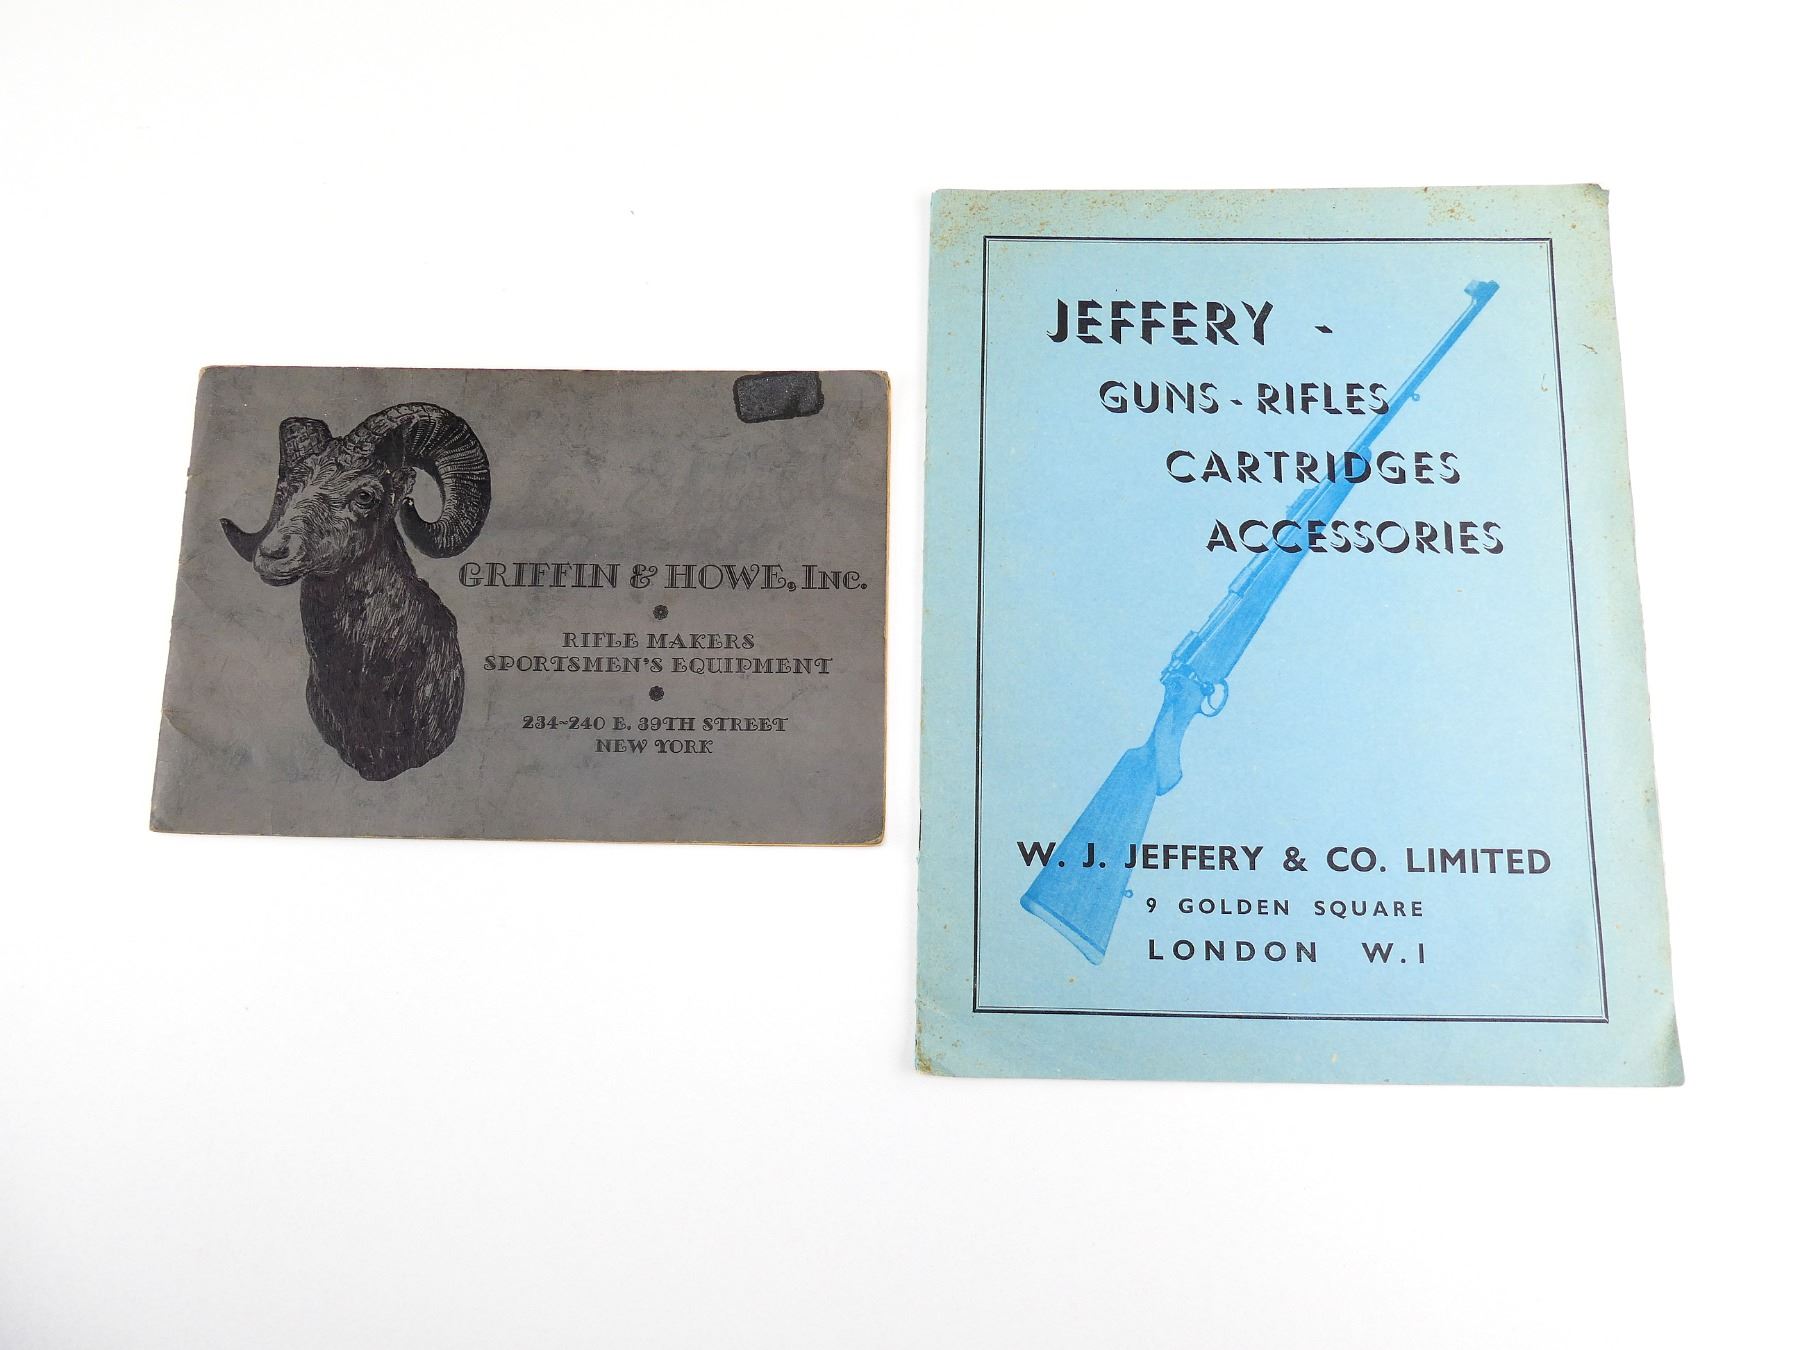 GRIFFIN & HOWE, INC.
RIFLE MAKERS
SPORTSMEN'S EQUIPMENT
234~240 E. 39TH STREET
NEW YORK
JEFFERY -
GUNS - RIFLES
CARTRIDGES
ACCESSORIES
W. J. JEFFERY & CO. LIMITED
9 GOLDEN SQUARE
LONDON W.1